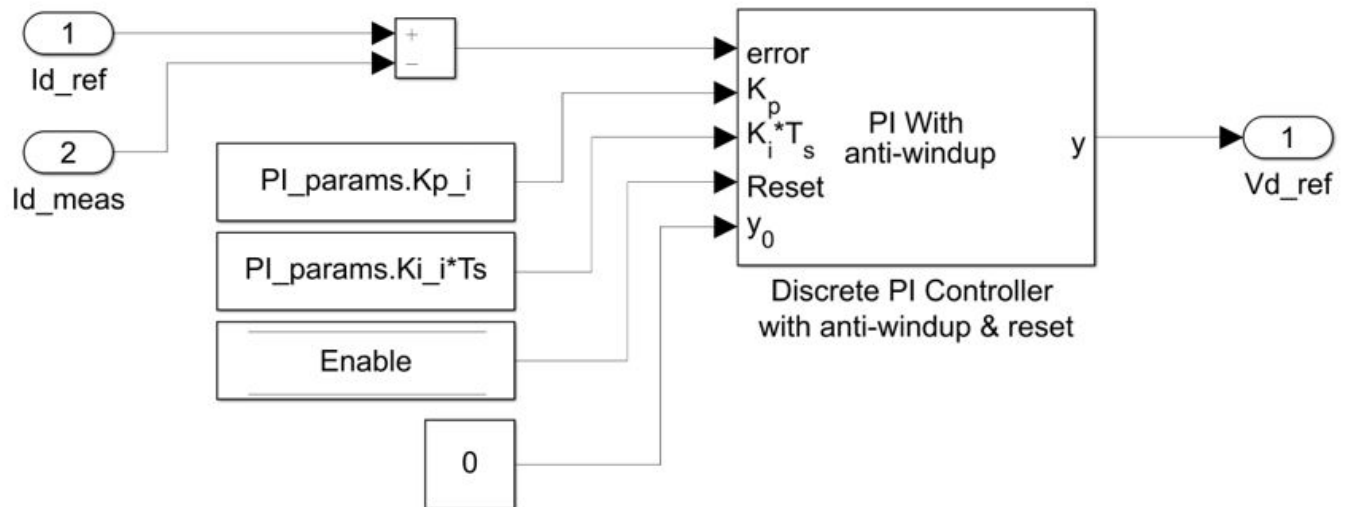 1
Id_ref
2
Id_meas
+
−
PI_params.Kp_i
PI_params.Ki_i*Ts
Enable
0
error
K_p
K_i*T_s
Reset
y_0
PI With
anti-windup
y
Discrete PI Controller
with anti-windup & reset
1
Vd_ref